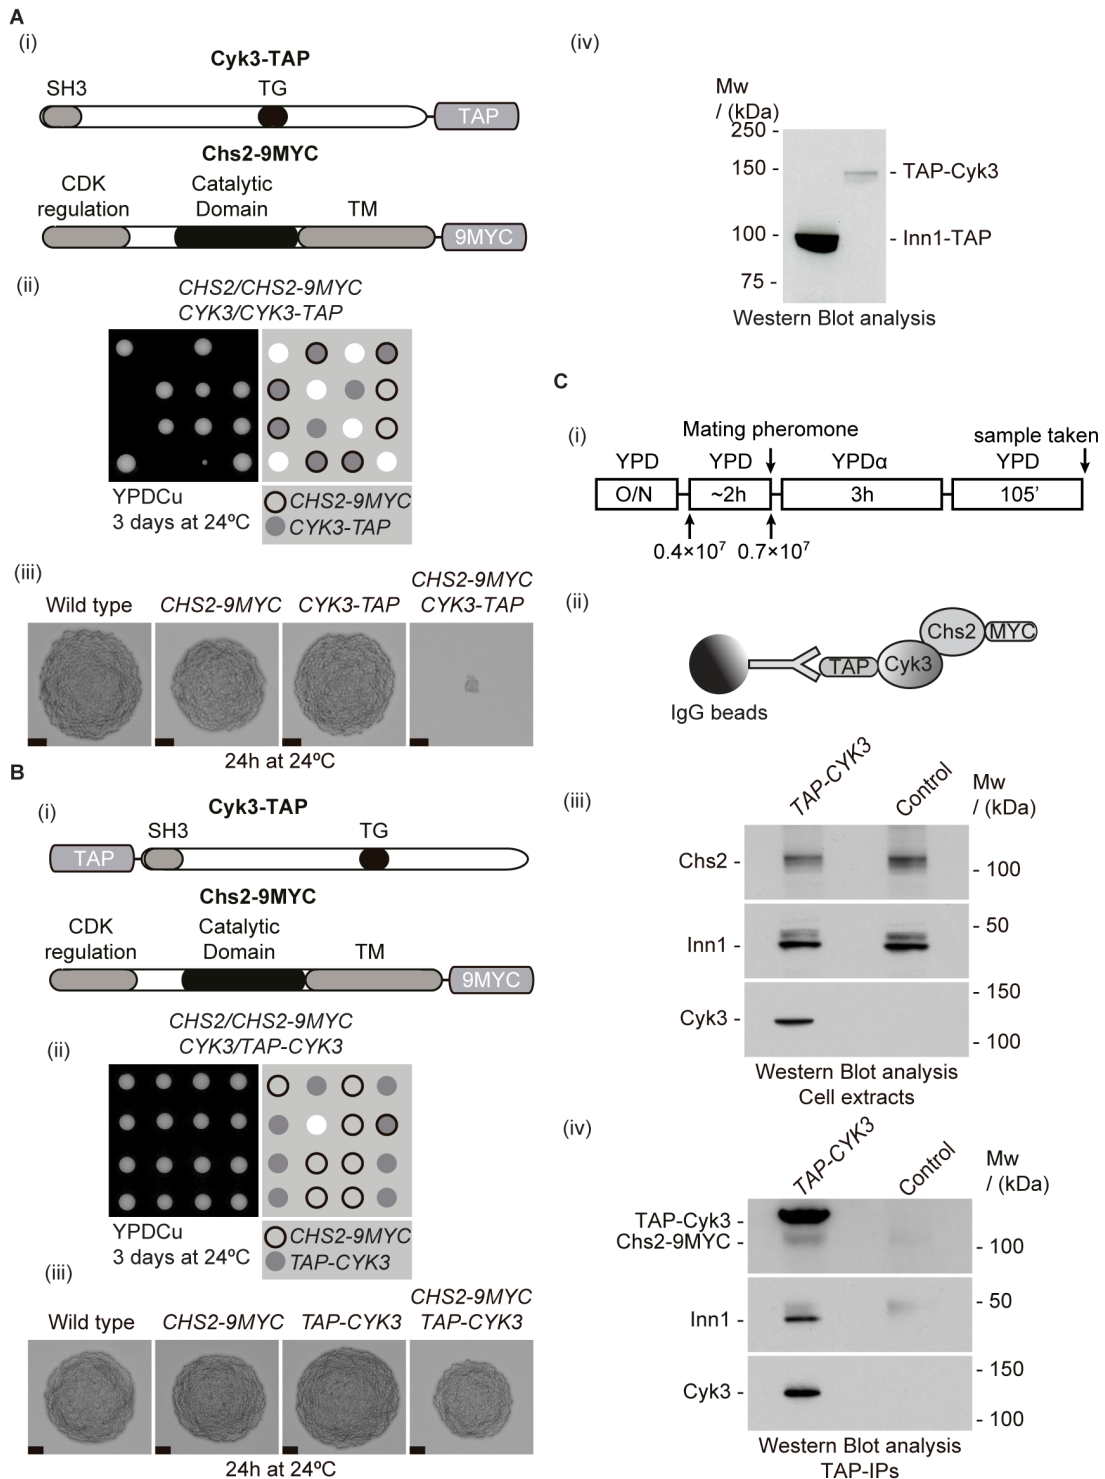 A
(i)
Cyk3-TAP
SH3
TG
TAP
Chs2-9MYC
CDK
regulation
Catalytic
Domain
TM
9MYC
(ii)
CHS2/CHS2-9MYC
CYK3/CYK3-TAP
YPDCu
3 days at 24ºC
CHS2-9MYC
CYK3-TAP
(iii)
Wild type
CHS2-9MYC
CYK3-TAP
CHS2-9MYC
CYK3-TAP
24h at 24ºC
(iv)
Mw
/ (kDa)
250 -
150 -
100 -
75 -
- TAP-Cyk3
- Inn1-TAP
Western Blot analysis
B
(i)
Cyk3-TAP
TAP
SH3
TG
Chs2-9MYC
CDK
regulation
Catalytic
Domain
TM
9MYC
(ii)
CHS2/CHS2-9MYC
CYK3/TAP-CYK3
YPDCu
3 days at 24ºC
CHS2-9MYC
TAP-CYK3
(iii)
Wild type
CHS2-9MYC
TAP-CYK3
CHS2-9MYC
TAP-CYK3
24h at 24ºC
C
(i)
Mating pheromone
sample taken
YPD
YPD
YPDα
YPD
O/N
~2h
3h
105'
0.4×10⁷
0.7×10⁷
(ii)
IgG beads
TAP
Cyk3
Chs2
MYC
(iii)
TAP-CYK3
Control
Mw
/ (kDa)
Chs2 -
- 100
Inn1 -
- 50
Cyk3 -
- 150
- 100
Western Blot analysis
Cell extracts
(iv)
TAP-CYK3
Control
Mw
/ (kDa)
TAP-Cyk3 -
Chs2-9MYC -
- 100
Inn1 -
- 50
Cyk3 -
- 150
- 100
Western Blot analysis
TAP-IPs